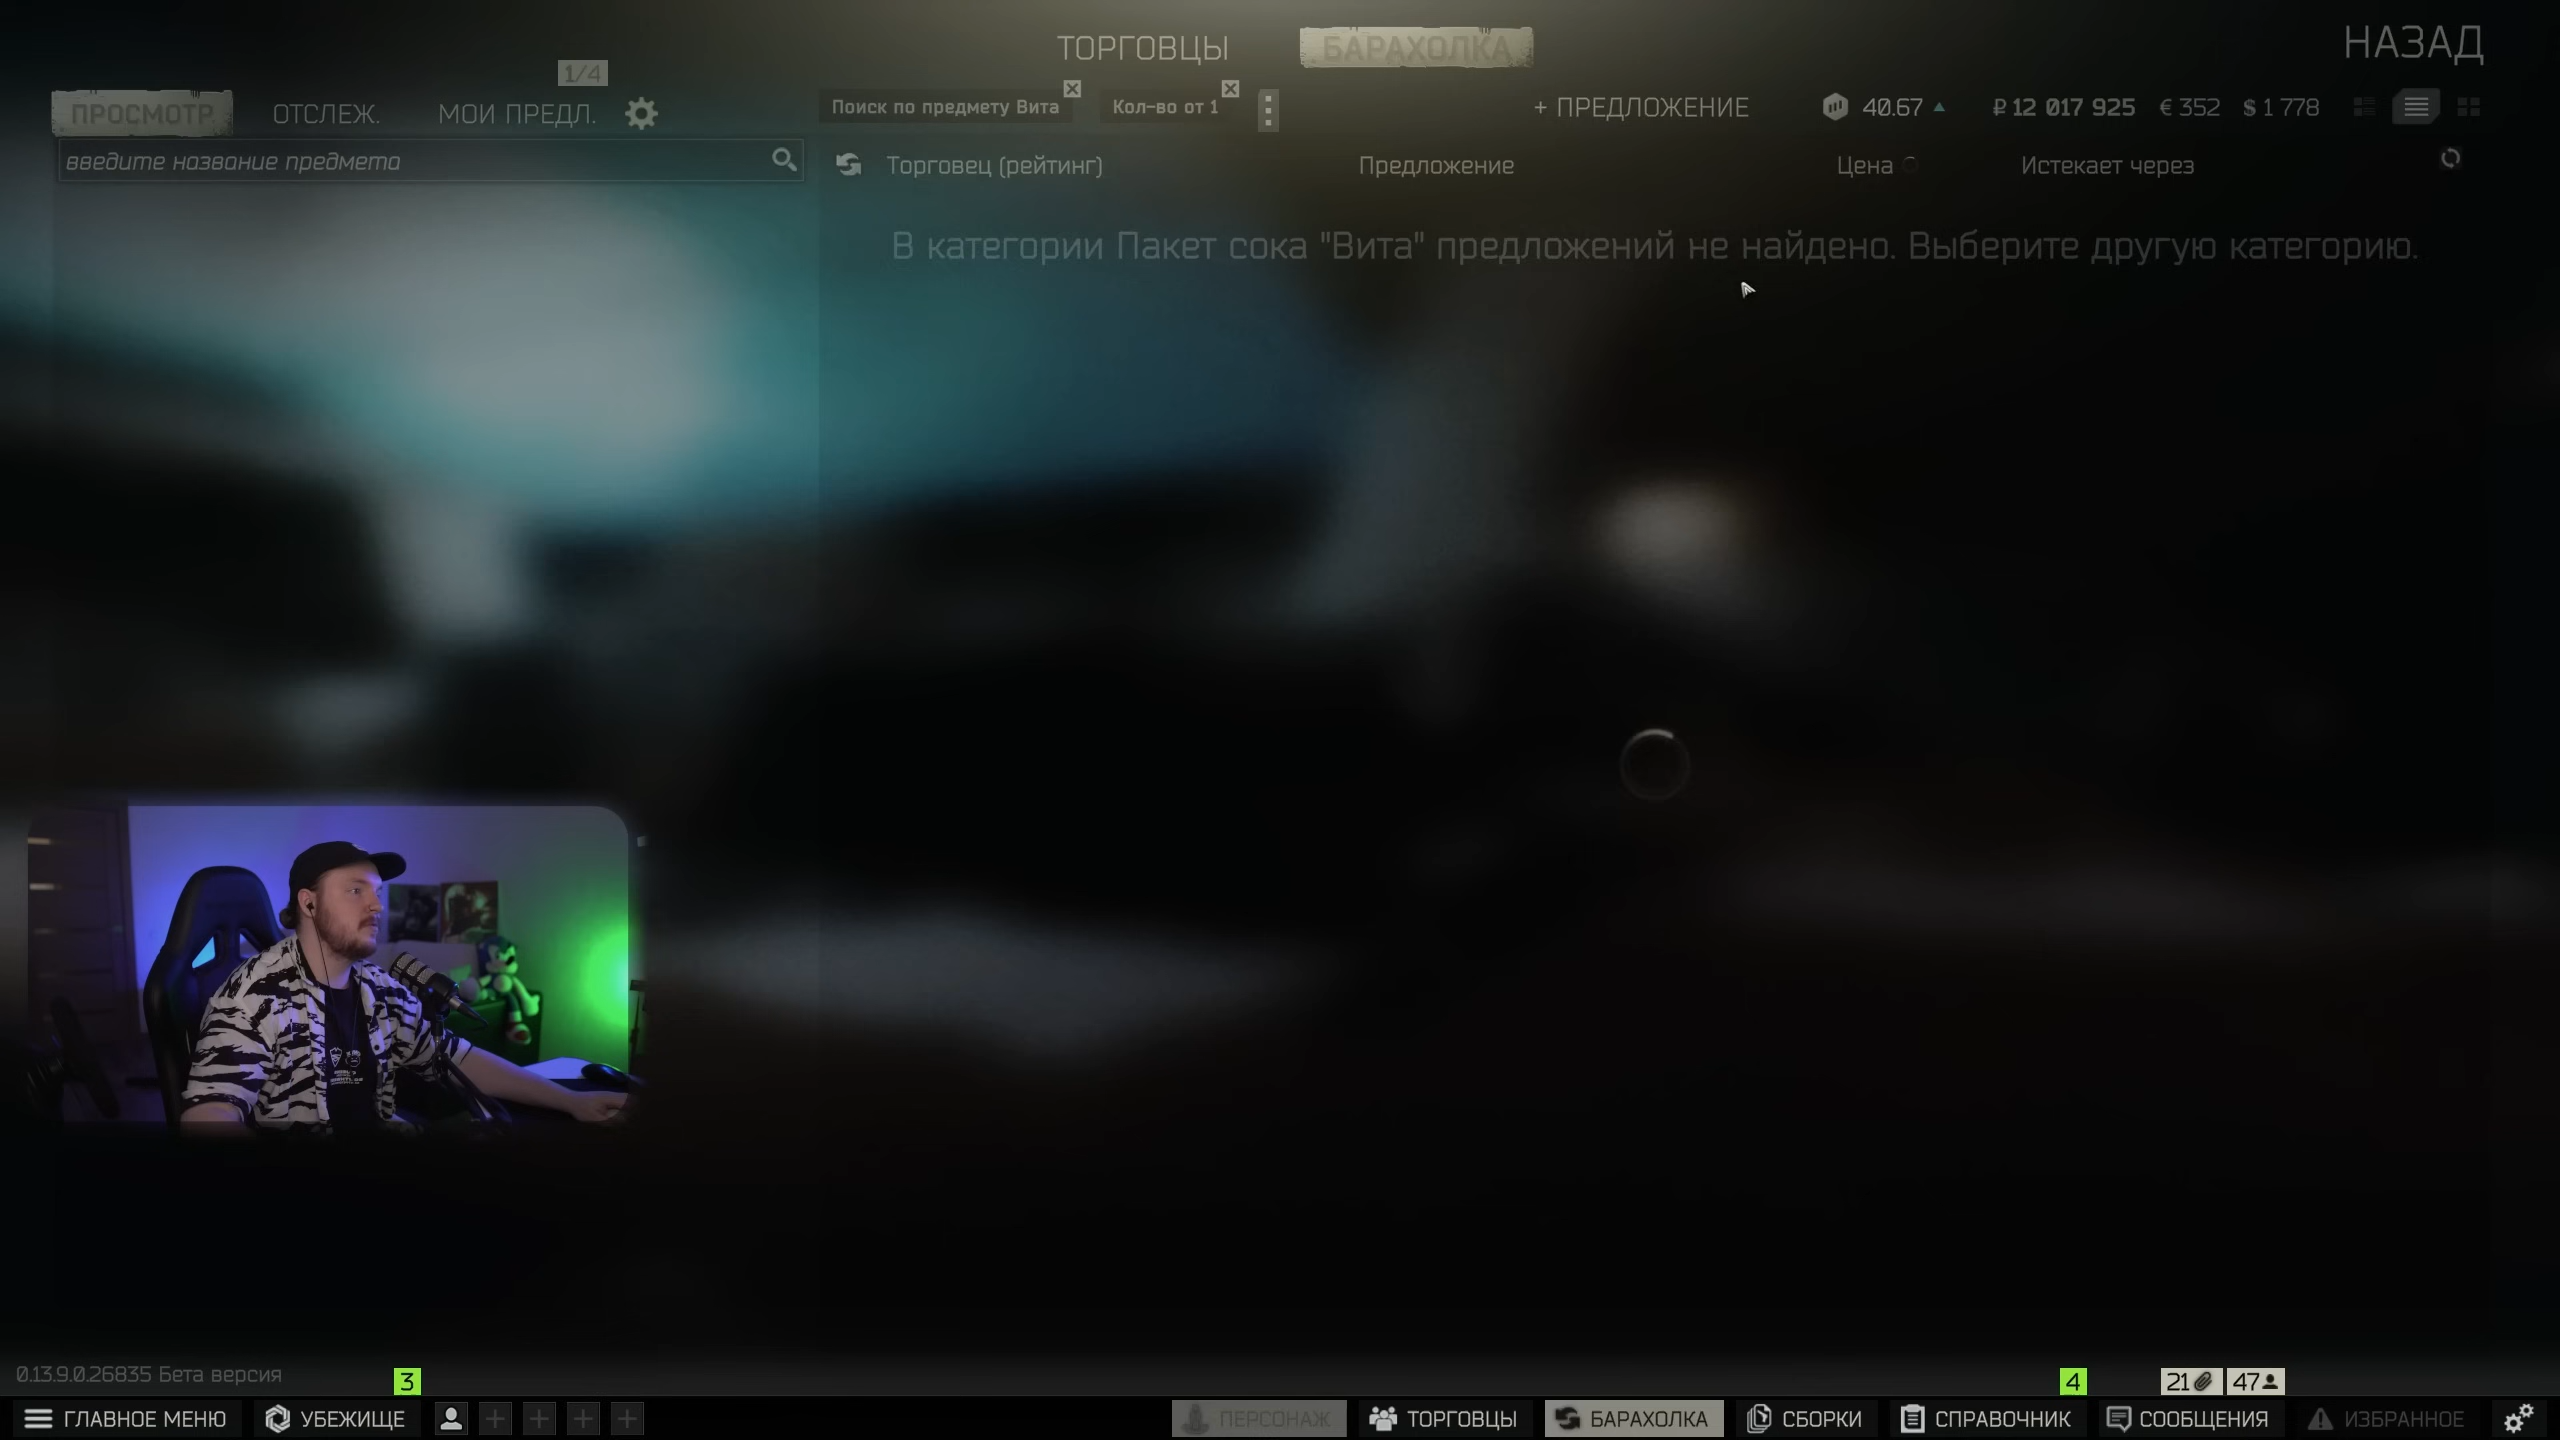 ТОРГОВЦЫ
БАРАХОЛКА
НАЗАД
1/4
ПРОСМОТР
ОТСЛЕЖ.
МОИ ПРЕДЛ.
Поиск по предмету Вита
Кол-во от 1
+ ПРЕДЛОЖЕНИЕ
40.67
₽ 12 017 925
€ 352
$ 1 778
введите название предмета
Торговец (рейтинг)
Предложение
Цена
Истекает через
В категории Пакет сока "Вита" предложений не найдено. Выберите другую категорию.
0.13.9.0.26835 Бета версия
3
4
21
47
ГЛАВНОЕ МЕНЮ
УБЕЖИЩЕ
ПЕРСОНАЖ
ТОРГОВЦЫ
БАРАХОЛКА
СБОРКИ
СПРАВОЧНИК
СООБЩЕНИЯ
ИЗБРАННОЕ